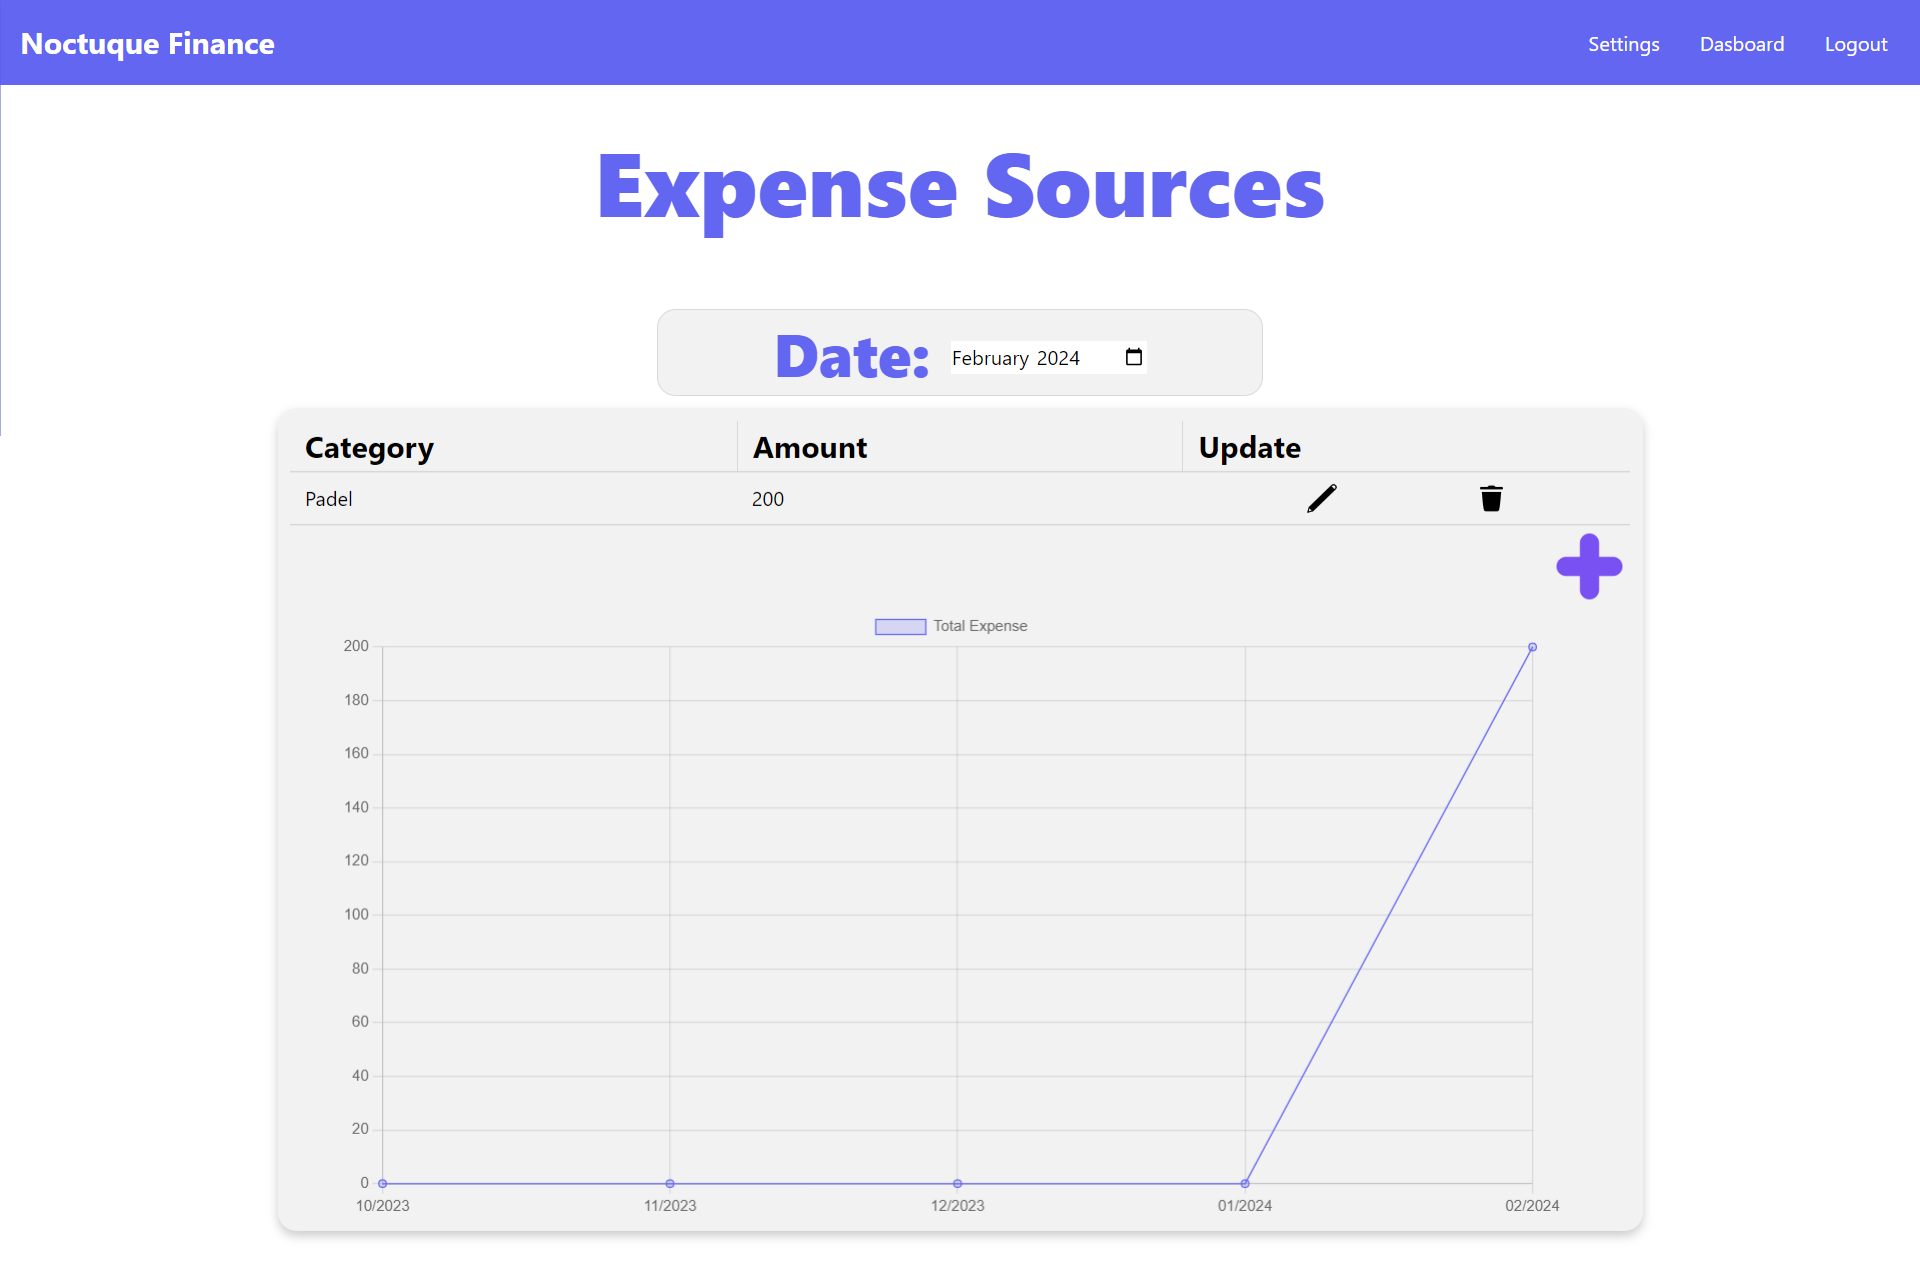 Noctuque Finance Settings Dasboard Logout
Expense Sources
Date: February 2024
Category Amount Update
Padel 200
Total Expense
200
180
160
140
120
100
80
60
40
20
0
10/2023 11/2023 12/2023 01/2024 02/2024